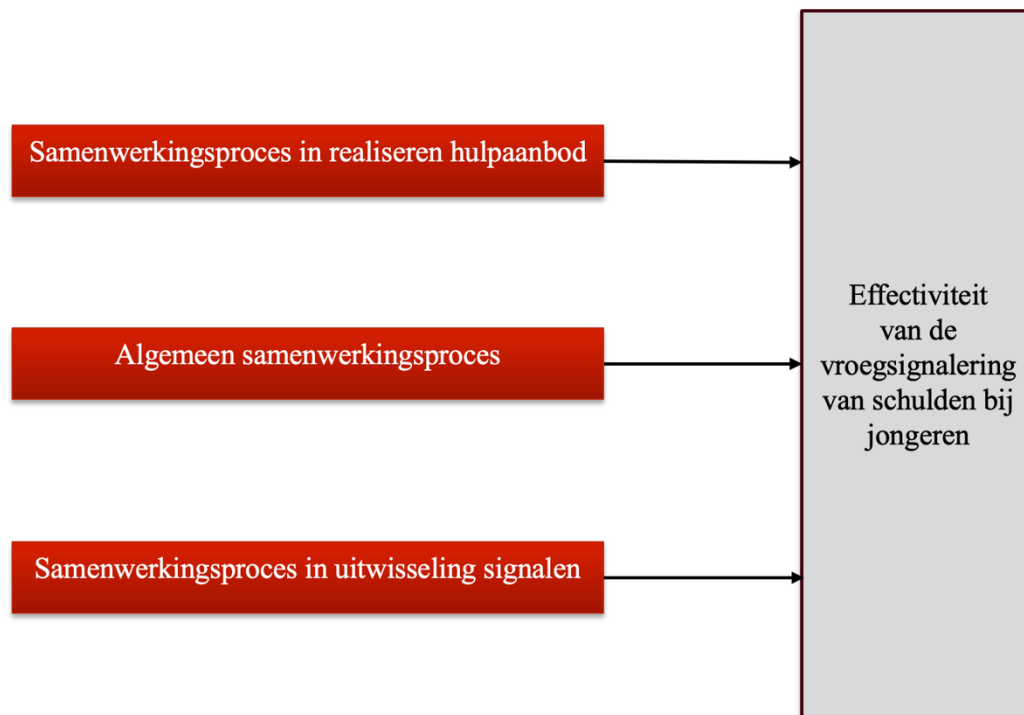 Samenwerkingsproces in realiseren hulpaanbod
Algemeen samenwerkingsproces
Samenwerkingsproces in uitwisseling signalen
Effectiviteit
van de
vroegsignalering
van schulden bij
jongeren